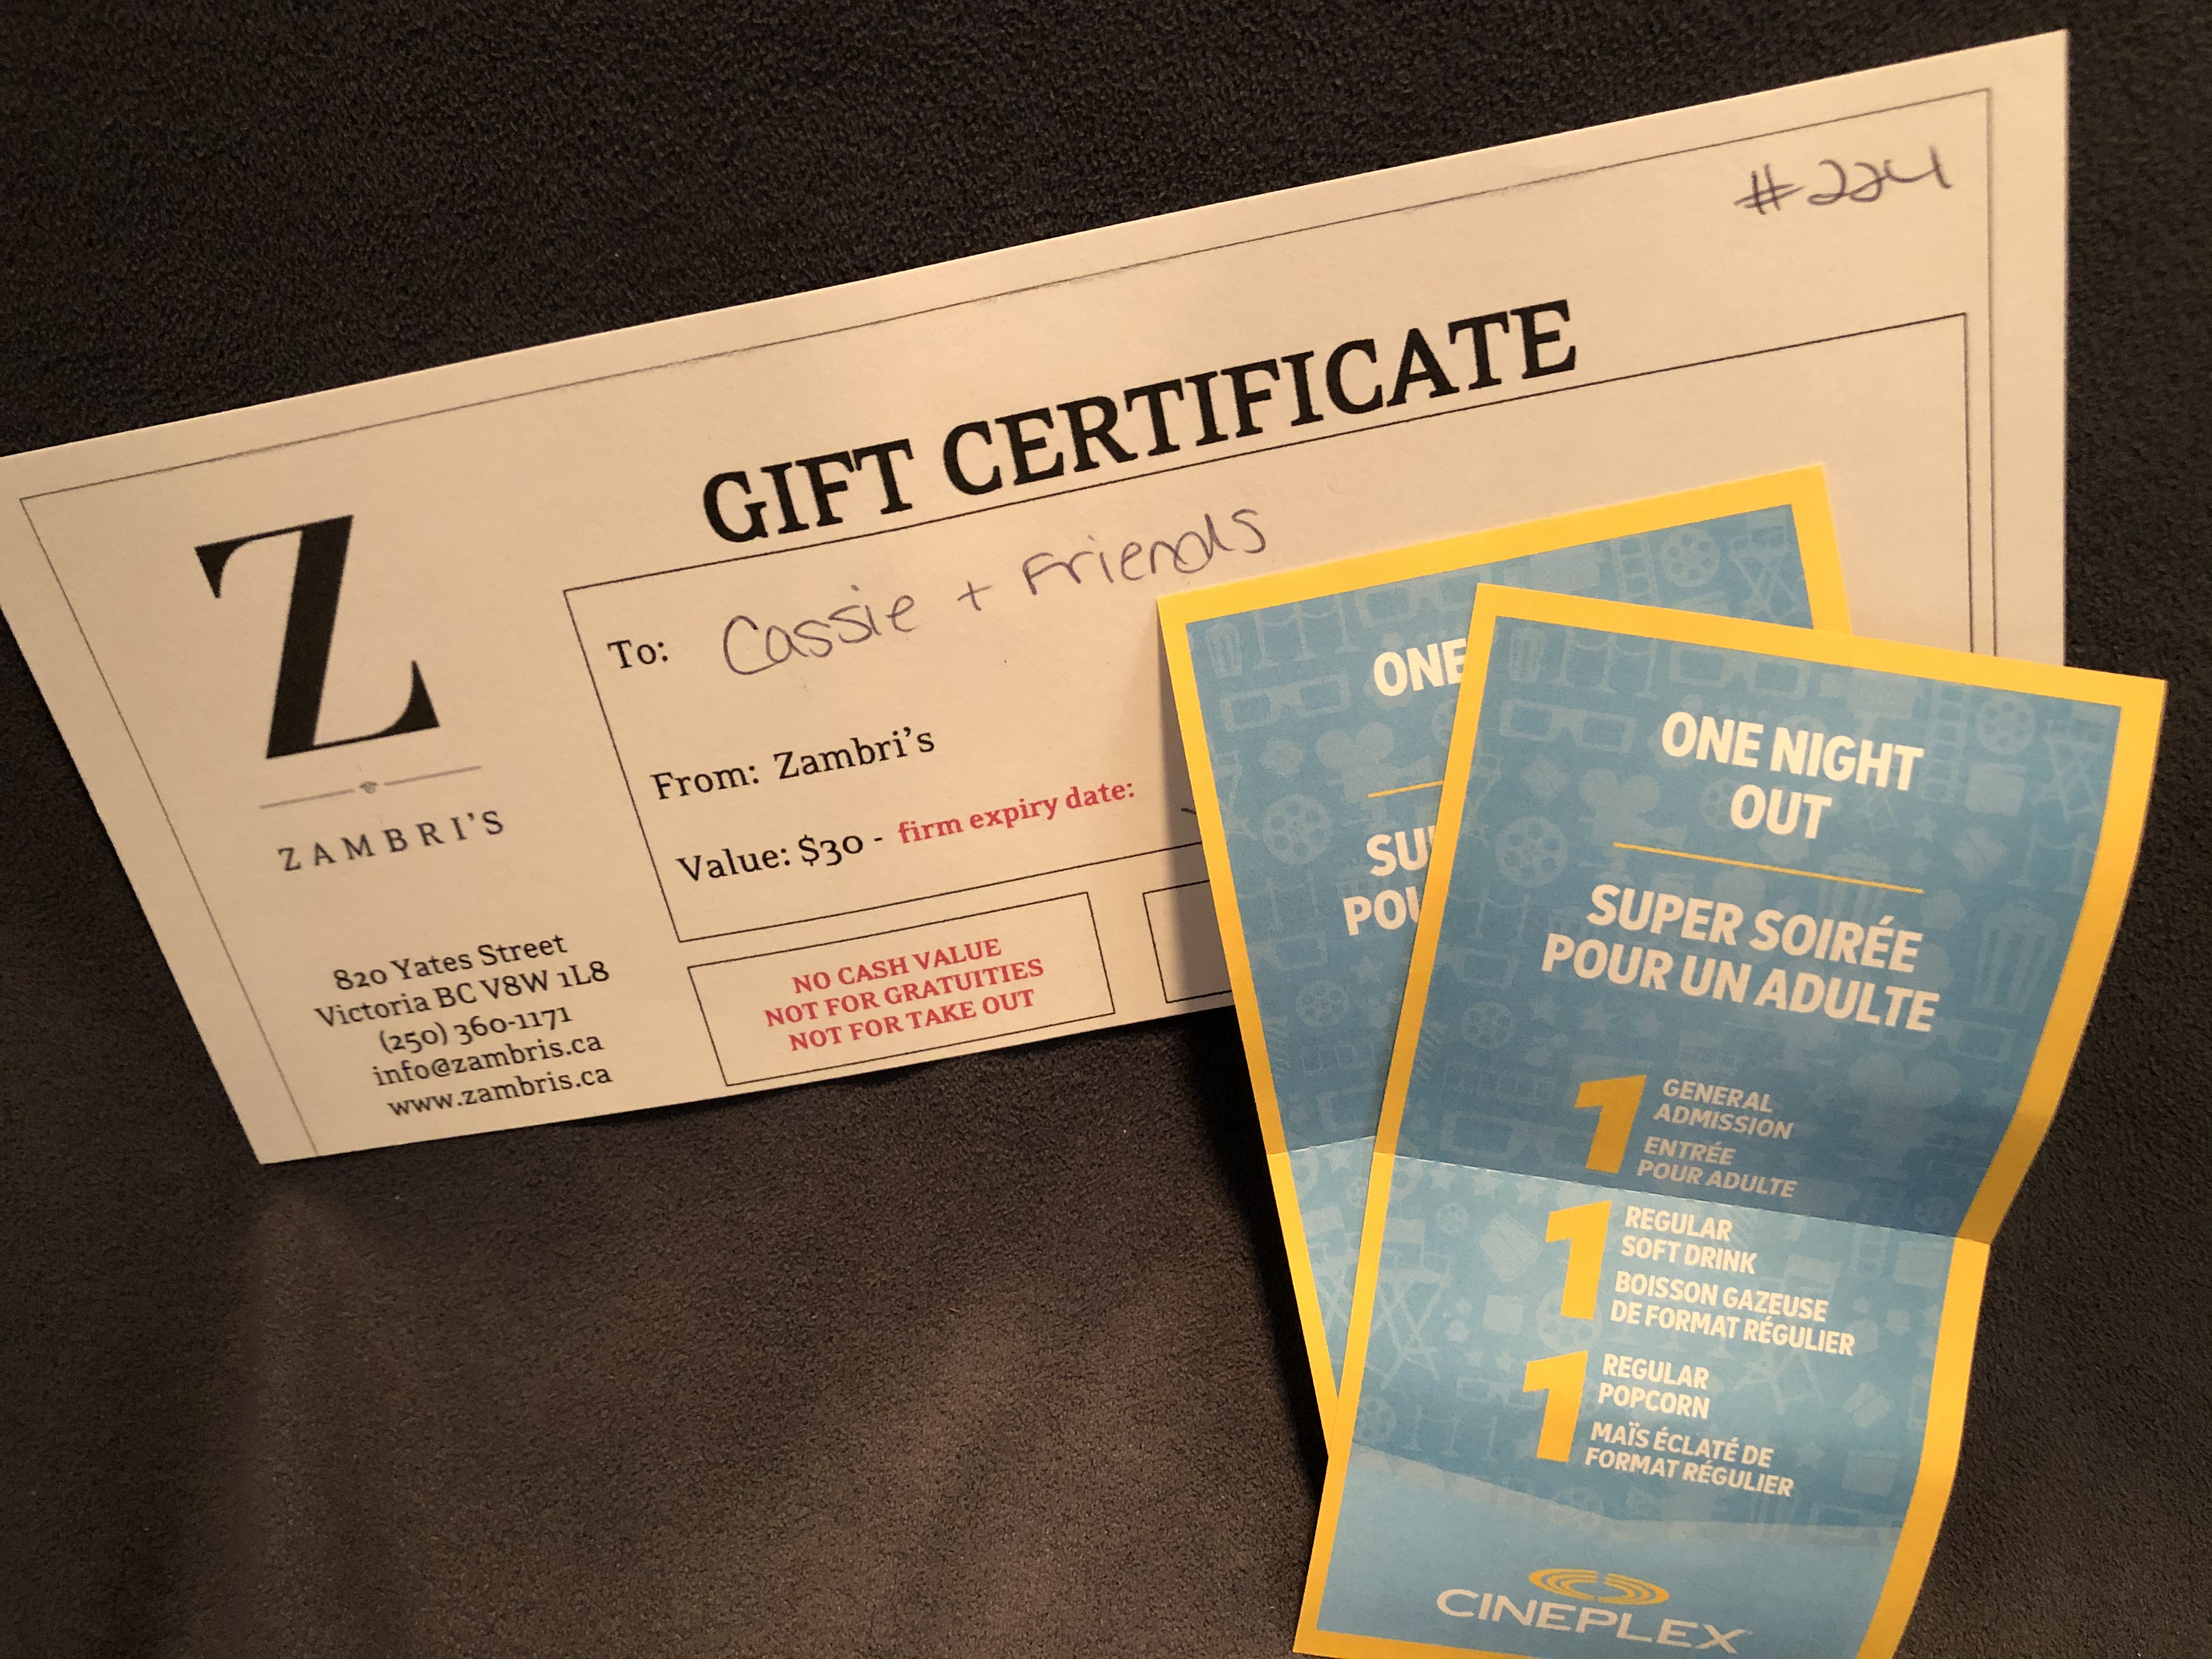 #224
GIFT CERTIFICATE
Z
ZAMBRI'S
820 Yates Street
Victoria BC V8W 1L8
(250) 360-1171
info@zambris.ca
www.zambris.ca
To: Cassie + Friends
From: Zambri's
Value: $30 - firm expiry date:
NO CASH VALUE
NOT FOR GRATUITIES
NOT FOR TAKE OUT
ONE
SU
POU
ONE NIGHT
OUT
SUPER SOIRÉE
POUR UN ADULTE
1 GENERAL
ADMISSION
ENTRÉE
POUR ADULTE
1 REGULAR
SOFT DRINK
BOISSON GAZEUSE
DE FORMAT RÉGULIER
1 REGULAR
POPCORN
MAÏS ÉCLATÉ DE
FORMAT RÉGULIER
CINEPLEX